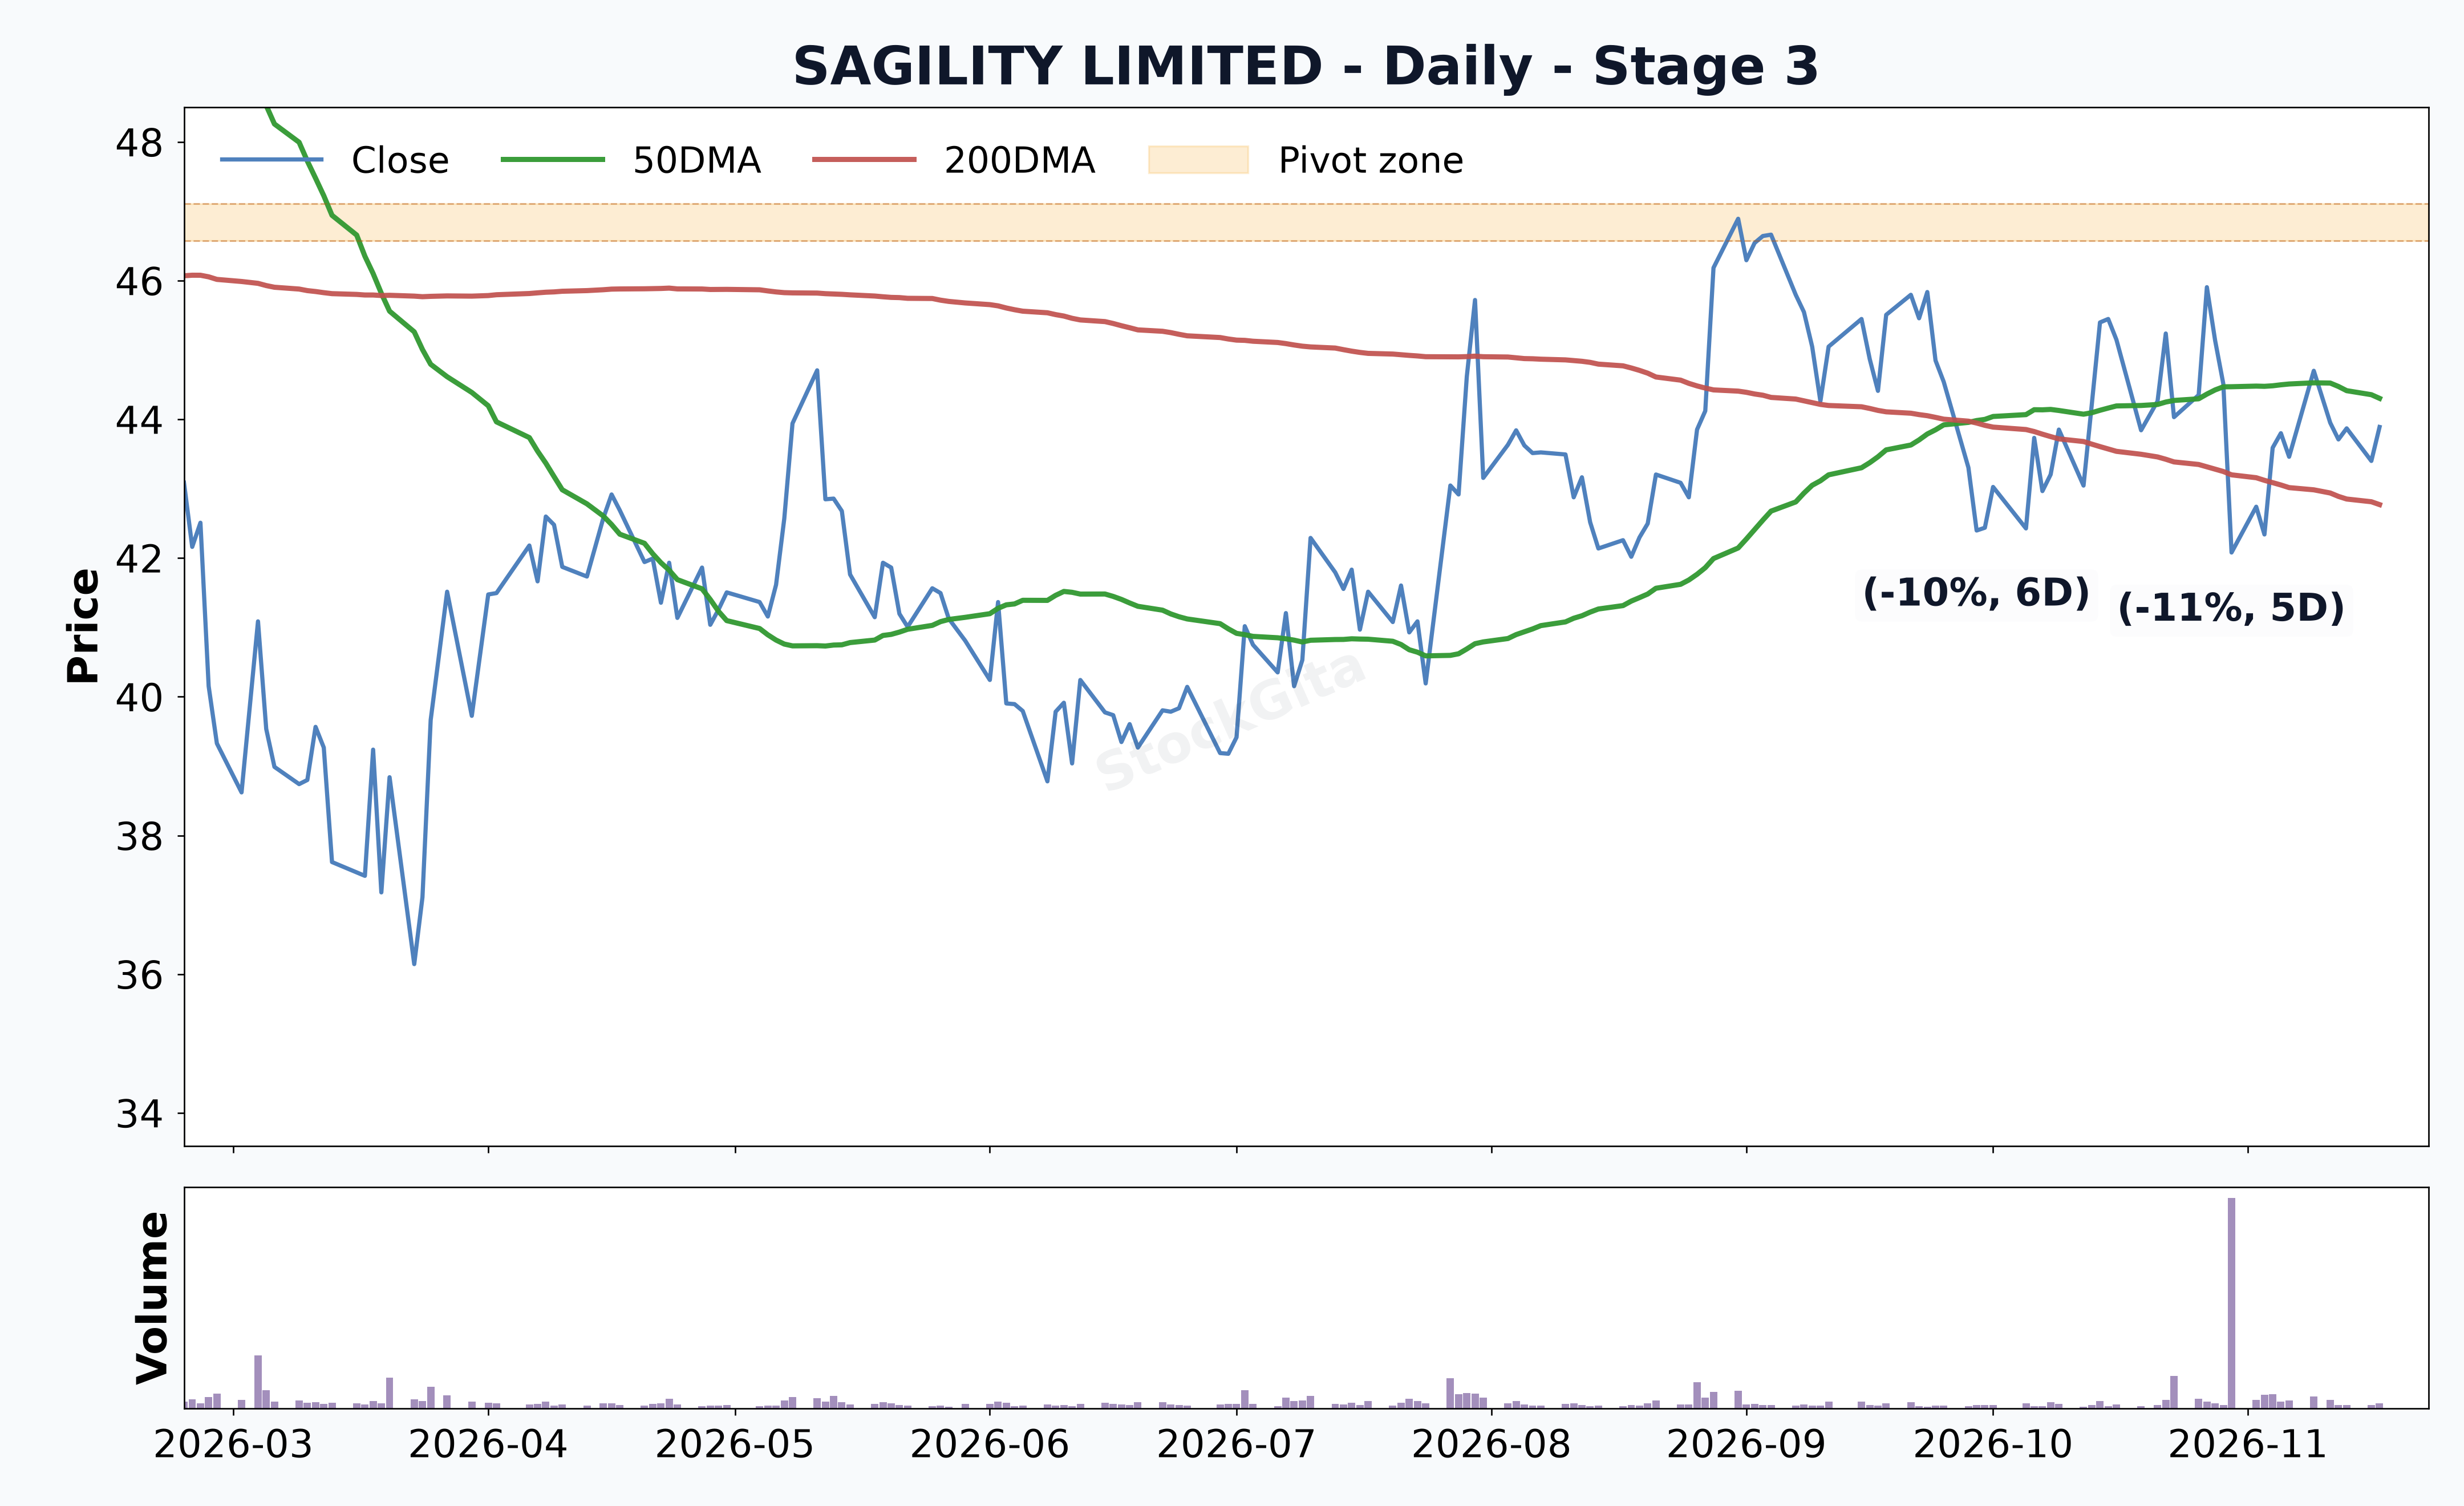 SAGILITY LIMITED - Daily - Stage 3
Close 50DMA 200DMA Pivot zone
Price
48
46
44
42
40
38
36
34
(-10%, 6D)
(-11%, 5D)
StockGita
Volume
2026-03 2026-04 2026-05 2026-06 2026-07 2026-08 2026-09 2026-10 2026-11